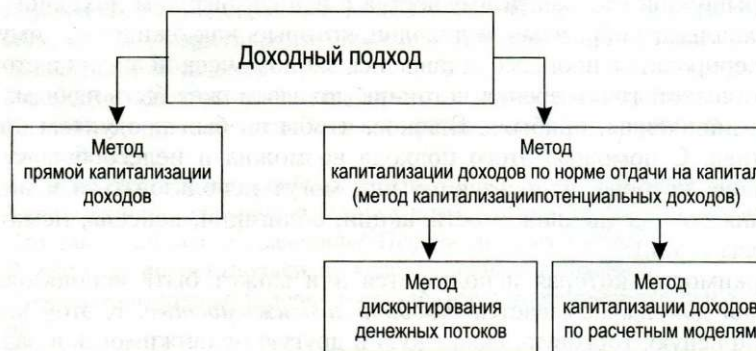 Доходный подход
Метод
прямой капитализации
доходов
Метод
капитализации доходов по норме отдачи на капитал
(метод капитализациипотенциальных доходов)
Метод
дисконтирования
денежных потоков
Метод
капитализации доходов
по расчетным моделям